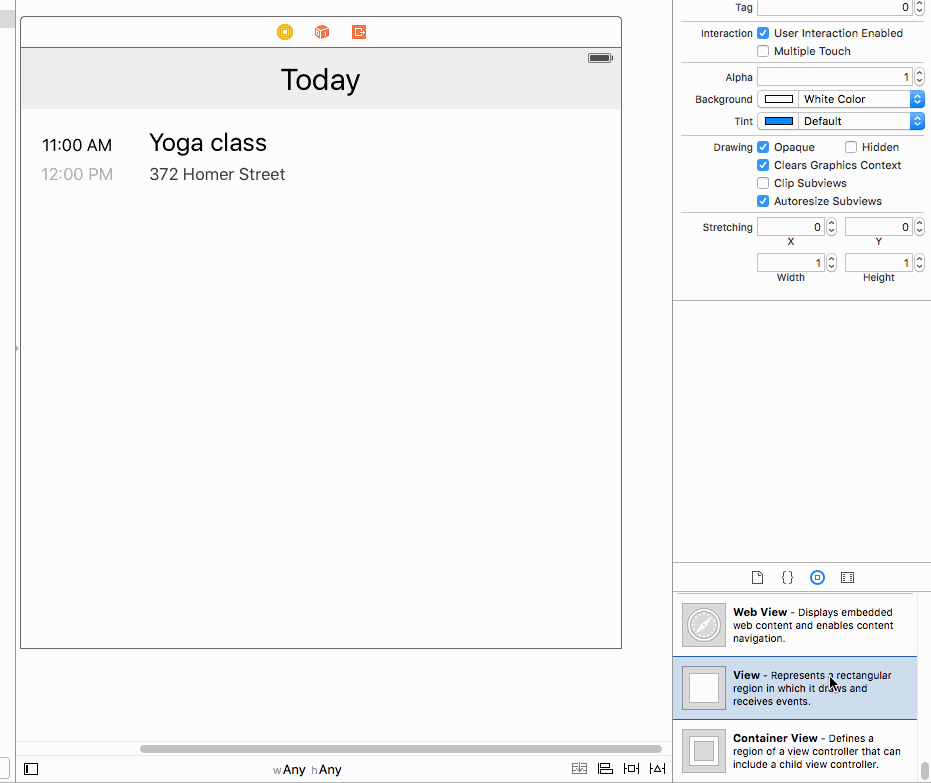 Today
11:00 AM Yoga class
12:00 PM 372 Homer Street
wAny hAny
Tag 0
Interaction User Interaction Enabled
Multiple Touch
Alpha 1
Background White Color
Tint Default
Drawing Opaque Hidden
Clears Graphics Context
Clip Subviews
Autoresize Subviews
Stretching 0 0
X Y
1 1
Width Height
{}
Web View - Displays embedded
web content and enables content
navigation.
View - Represents a rectangular
region in which it draws and
receives events.
Container View - Defines a
region of a view controller that can
include a child view controller.